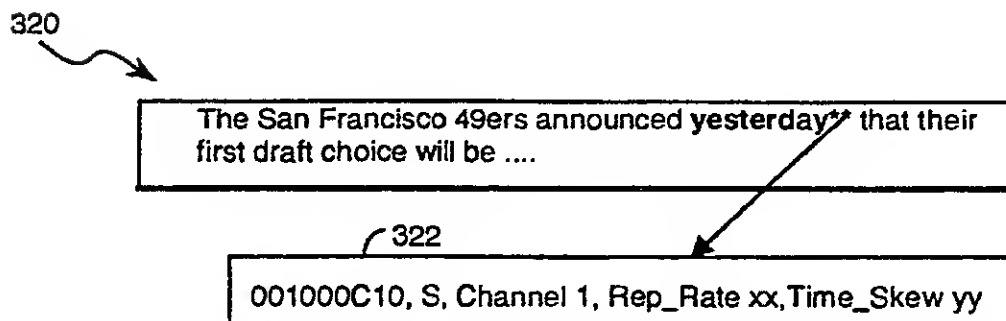 320
The San Francisco 49ers announced yesterday** that their
first draft choice will be ....
322
001000C10, S, Channel 1, Rep_Rate xx,Time_Skew yy